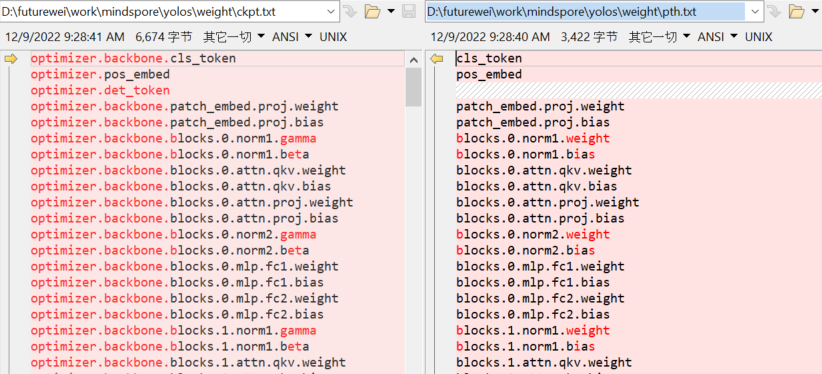 D:\futurewei\work\mindspore\yolos\weight\ckpt.txt
12/9/2022 9:28:41 AM 6,674 字节 其它一切 ANSI UNIX
optimizer.backbone.cls_token
optimizer.pos_embed
optimizer.det_token
optimizer.backbone.patch_embed.proj.weight
optimizer.backbone.patch_embed.proj.bias
optimizer.backbone.blocks.0.norm1.gamma
optimizer.backbone.blocks.0.norm1.beta
optimizer.backbone.blocks.0.attn.qkv.weight
optimizer.backbone.blocks.0.attn.qkv.bias
optimizer.backbone.blocks.0.attn.proj.weight
optimizer.backbone.blocks.0.attn.proj.bias
optimizer.backbone.blocks.0.norm2.gamma
optimizer.backbone.blocks.0.norm2.beta
optimizer.backbone.blocks.0.mlp.fc1.weight
optimizer.backbone.blocks.0.mlp.fc1.bias
optimizer.backbone.blocks.0.mlp.fc2.weight
optimizer.backbone.blocks.0.mlp.fc2.bias
optimizer.backbone.blocks.1.norm1.gamma
optimizer.backbone.blocks.1.norm1.beta
optimizer.backbone.blocks.1.attn.qkv.weight
D:\futurewei\work\mindspore\yolos\weight\pth.txt
12/9/2022 9:28:40 AM 3,422 字节 其它一切 ANSI UNIX
cls_token
pos_embed
patch_embed.proj.weight
patch_embed.proj.bias
blocks.0.norm1.weight
blocks.0.norm1.bias
blocks.0.attn.qkv.weight
blocks.0.attn.qkv.bias
blocks.0.attn.proj.weight
blocks.0.attn.proj.bias
blocks.0.norm2.weight
blocks.0.norm2.bias
blocks.0.mlp.fc1.weight
blocks.0.mlp.fc1.bias
blocks.0.mlp.fc2.weight
blocks.0.mlp.fc2.bias
blocks.1.norm1.weight
blocks.1.norm1.bias
blocks.1.attn.qkv.weight